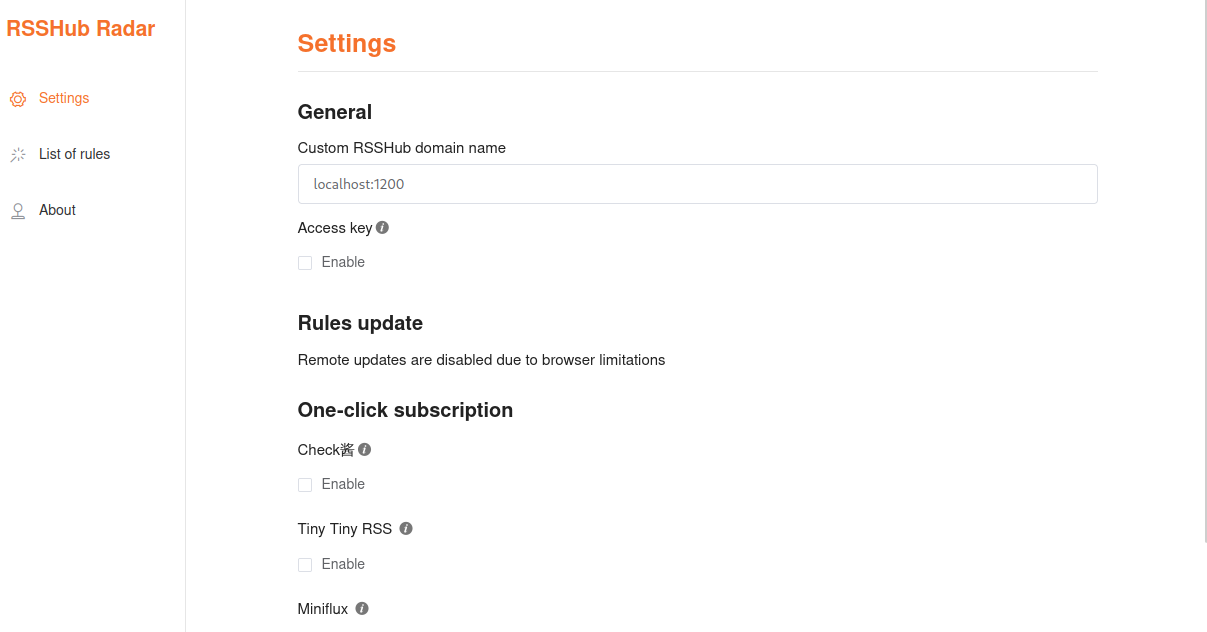 RSSHub Radar
Settings
List of rules
About
Settings
General
Custom RSSHub domain name
localhost:1200
Access key
Enable
Rules update
Remote updates are disabled due to browser limitations
One-click subscription
Check酱
Enable
Tiny Tiny RSS
Enable
Miniflux